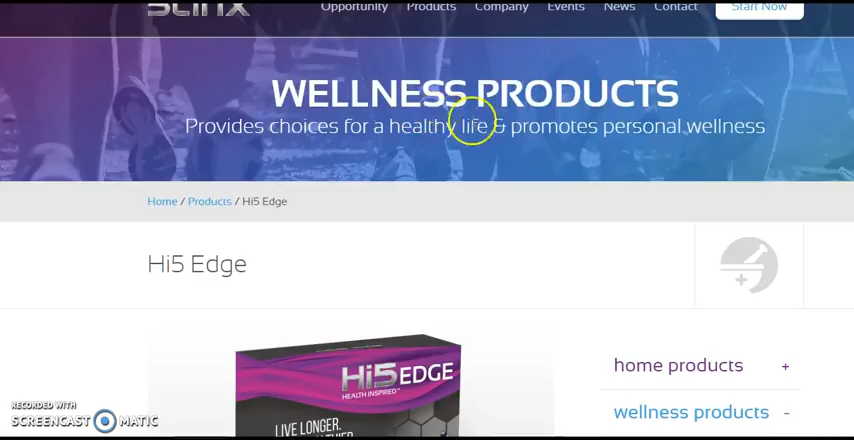 Opportunity Products Company Events News Contact Start Now
WELLNESS PRODUCTS
Provides choices for a healthy life & promotes personal wellness
Home / Products / Hi5 Edge
Hi5 Edge
home products +
wellness products -
Hi5 EDGE
HEALTH INSPIRED™
LIVE LONGER.
RECORDED WITH
SCREENCAST MATIC